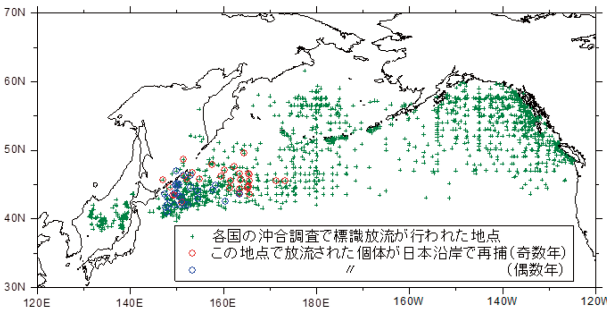 70N
60N
50N
40N
30N
各国の沖合調査で標識放流が行われた地点
この地点で放流された個体が日本沿岸で再捕(奇数年)
〃 (偶数年)
120E 140E 160E 180E 160W 140W 120W